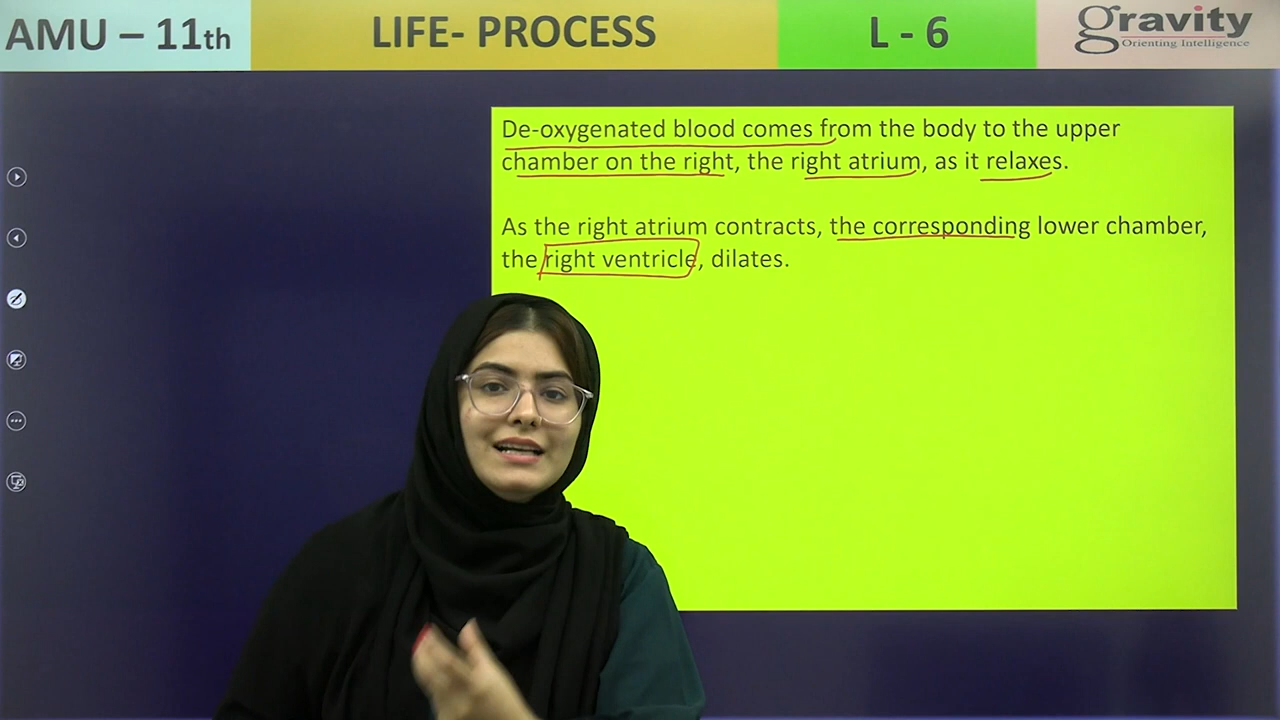 AMU – 11th
LIFE- PROCESS
L - 6
gravity
Orienting Intelligence
De-oxygenated blood comes from the body to the upper
chamber on the right, the right atrium, as it relaxes.
As the right atrium contracts, the corresponding lower chamber,
the right ventricle, dilates.